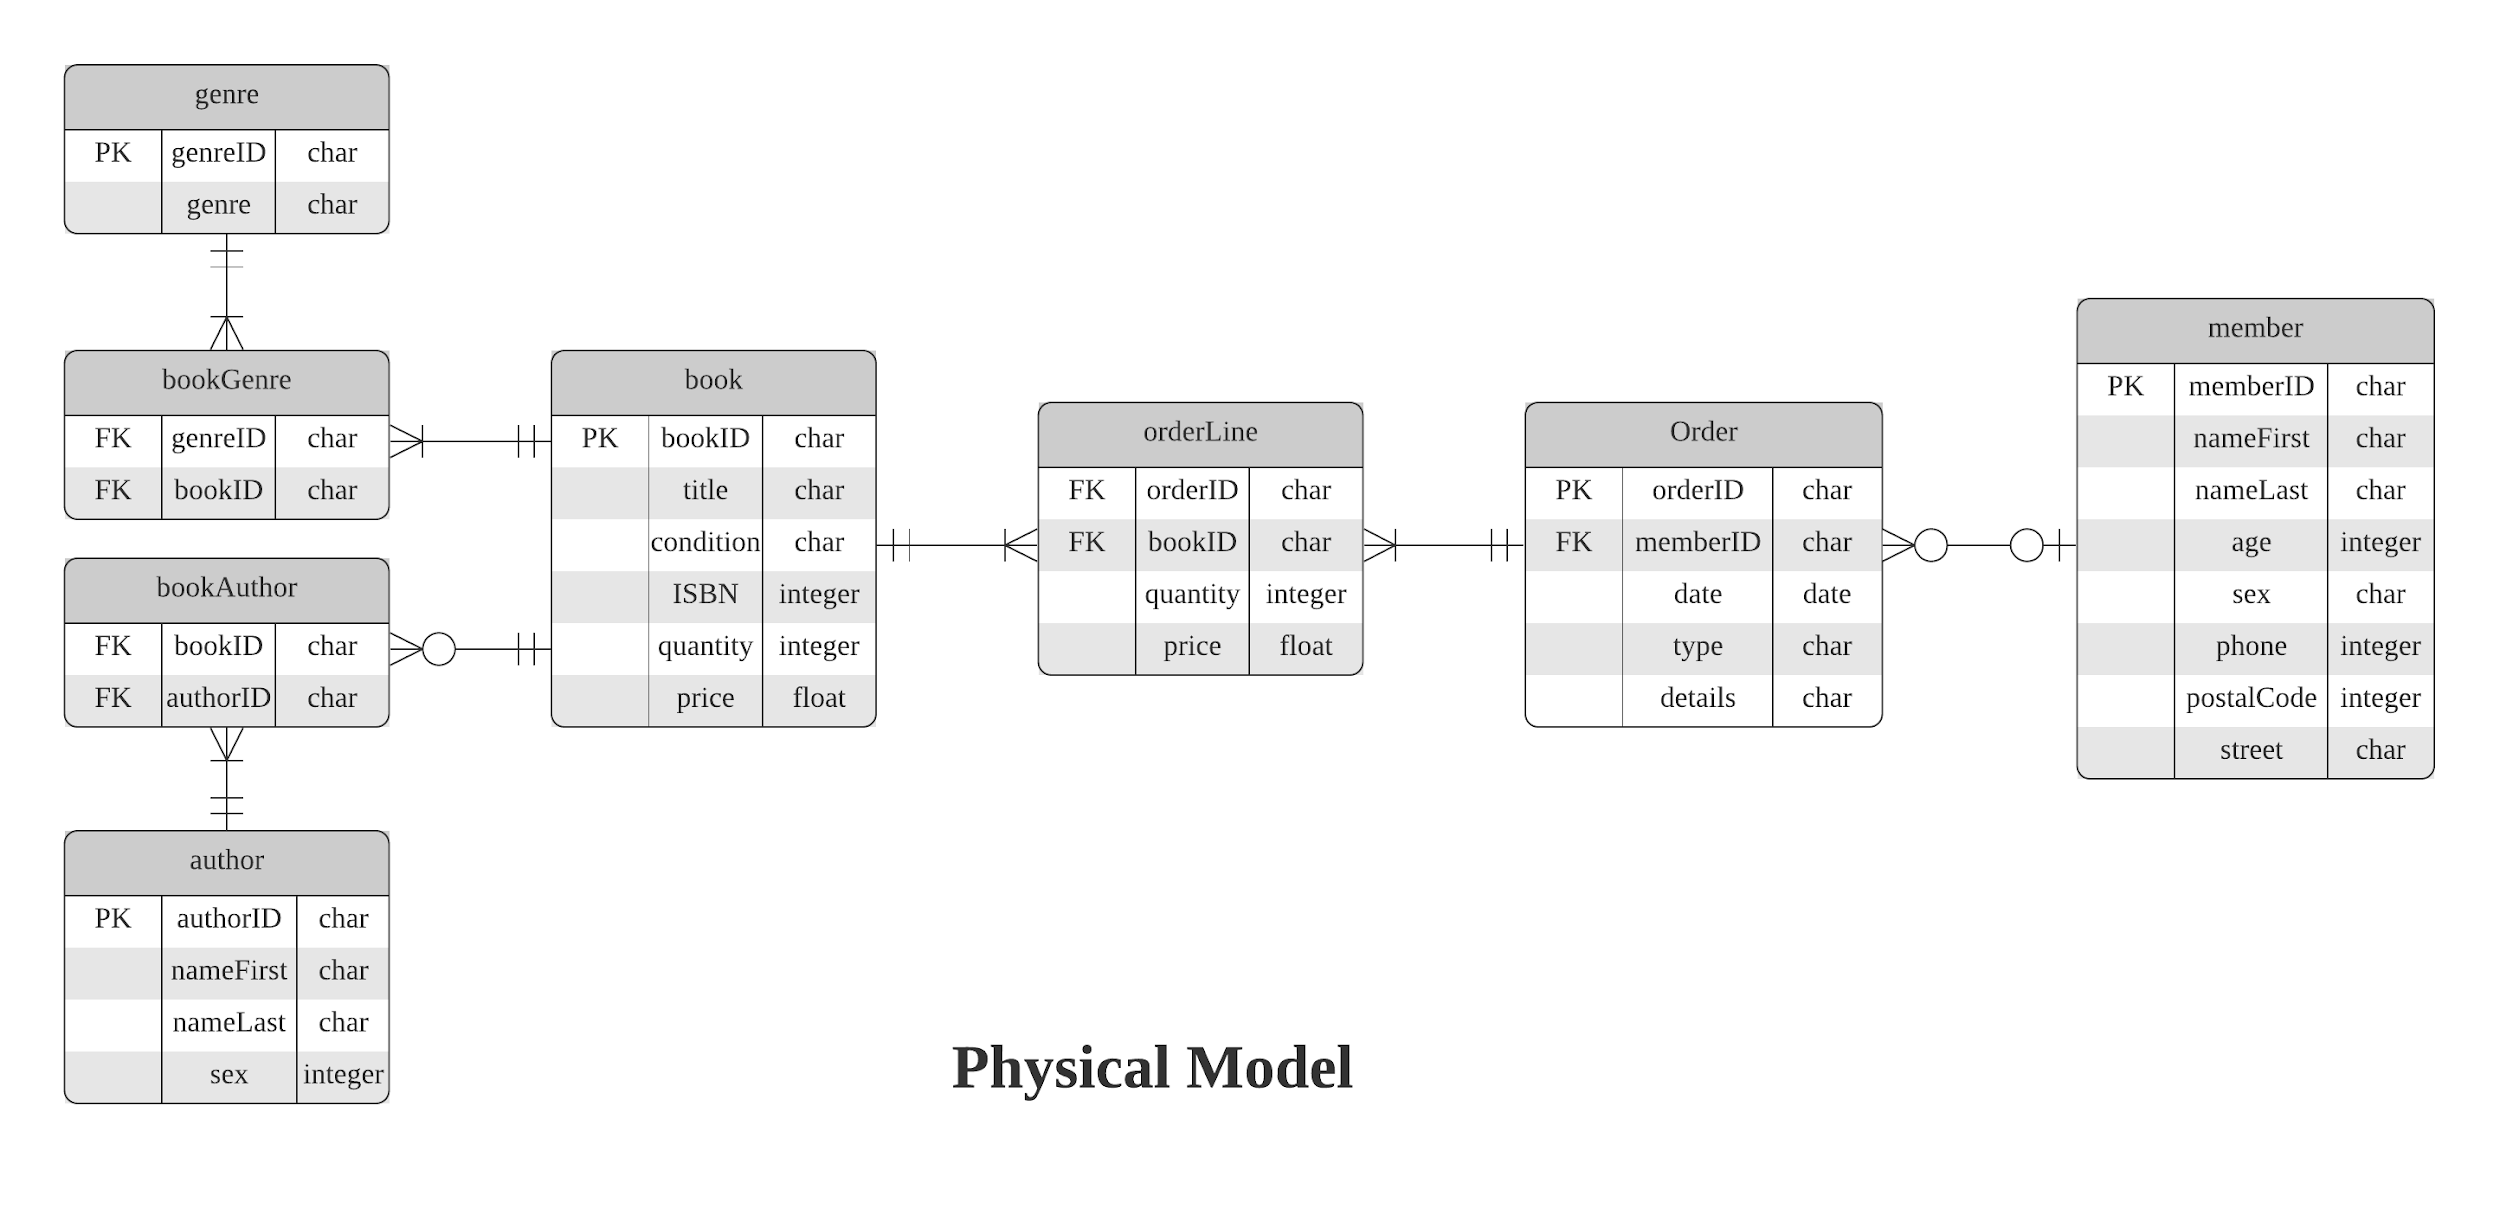 genre
PK genreID char
genre char
bookGenre
FK genreID char
FK bookID char
bookAuthor
FK bookID char
FK authorID char
author
PK authorID char
nameFirst char
nameLast char
sex integer
book
PK bookID char
title char
condition char
ISBN integer
quantity integer
price float
orderLine
FK orderID char
FK bookID char
quantity integer
price float
Order
PK orderID char
FK memberID char
date date
type char
details char
member
PK memberID char
nameFirst char
nameLast char
age integer
sex char
phone integer
postalCode integer
street char
Physical Model